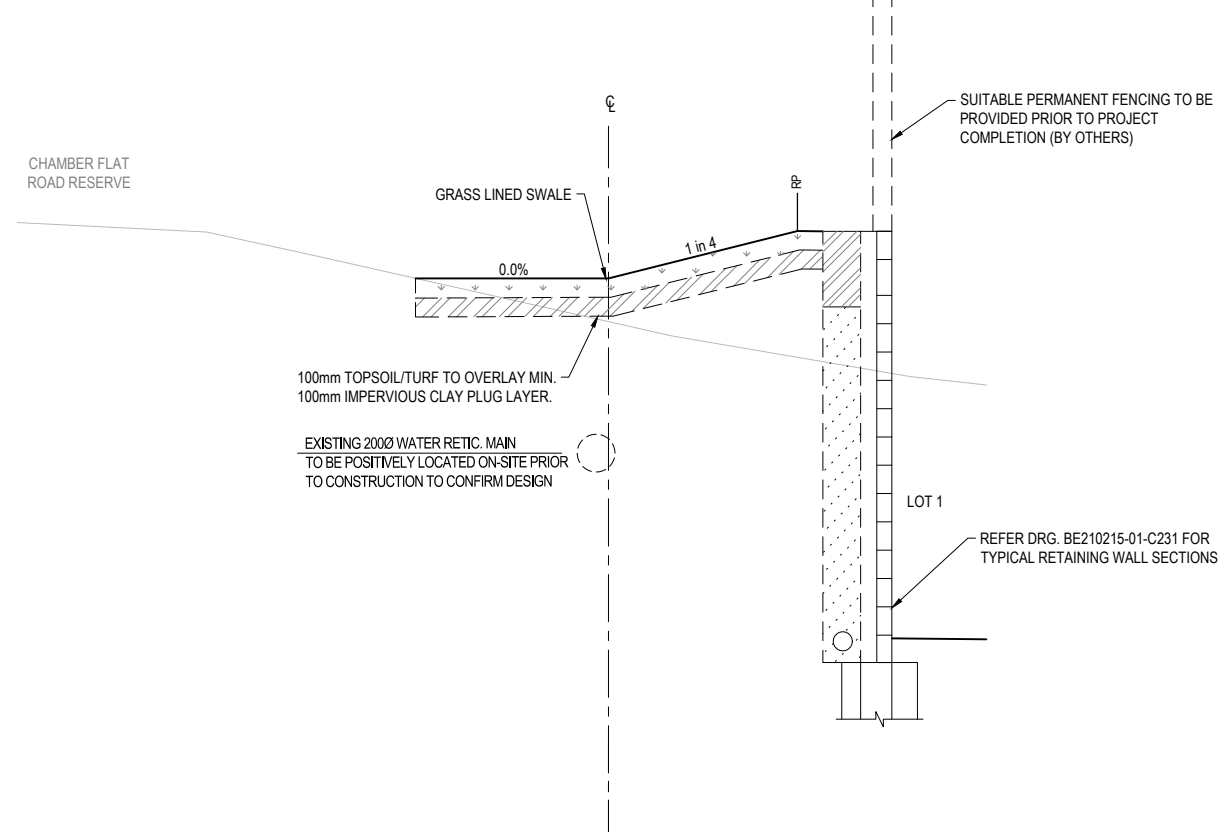 SUITABLE PERMANENT FENCING TO BE
PROVIDED PRIOR TO PROJECT
COMPLETION (BY OTHERS)
℄
CHAMBER FLAT
ROAD RESERVE
GRASS LINED SWALE
RP
1 in 4
0.0%
100mm TOPSOIL/TURF TO OVERLAY MIN.
100mm IMPERVIOUS CLAY PLUG LAYER.
EXISTING 200Ø WATER RETIC. MAIN
TO BE POSITIVELY LOCATED ON-SITE PRIOR
TO CONSTRUCTION TO CONFIRM DESIGN
LOT 1
REFER DRG. BE210215-01-C231 FOR
TYPICAL RETAINING WALL SECTIONS